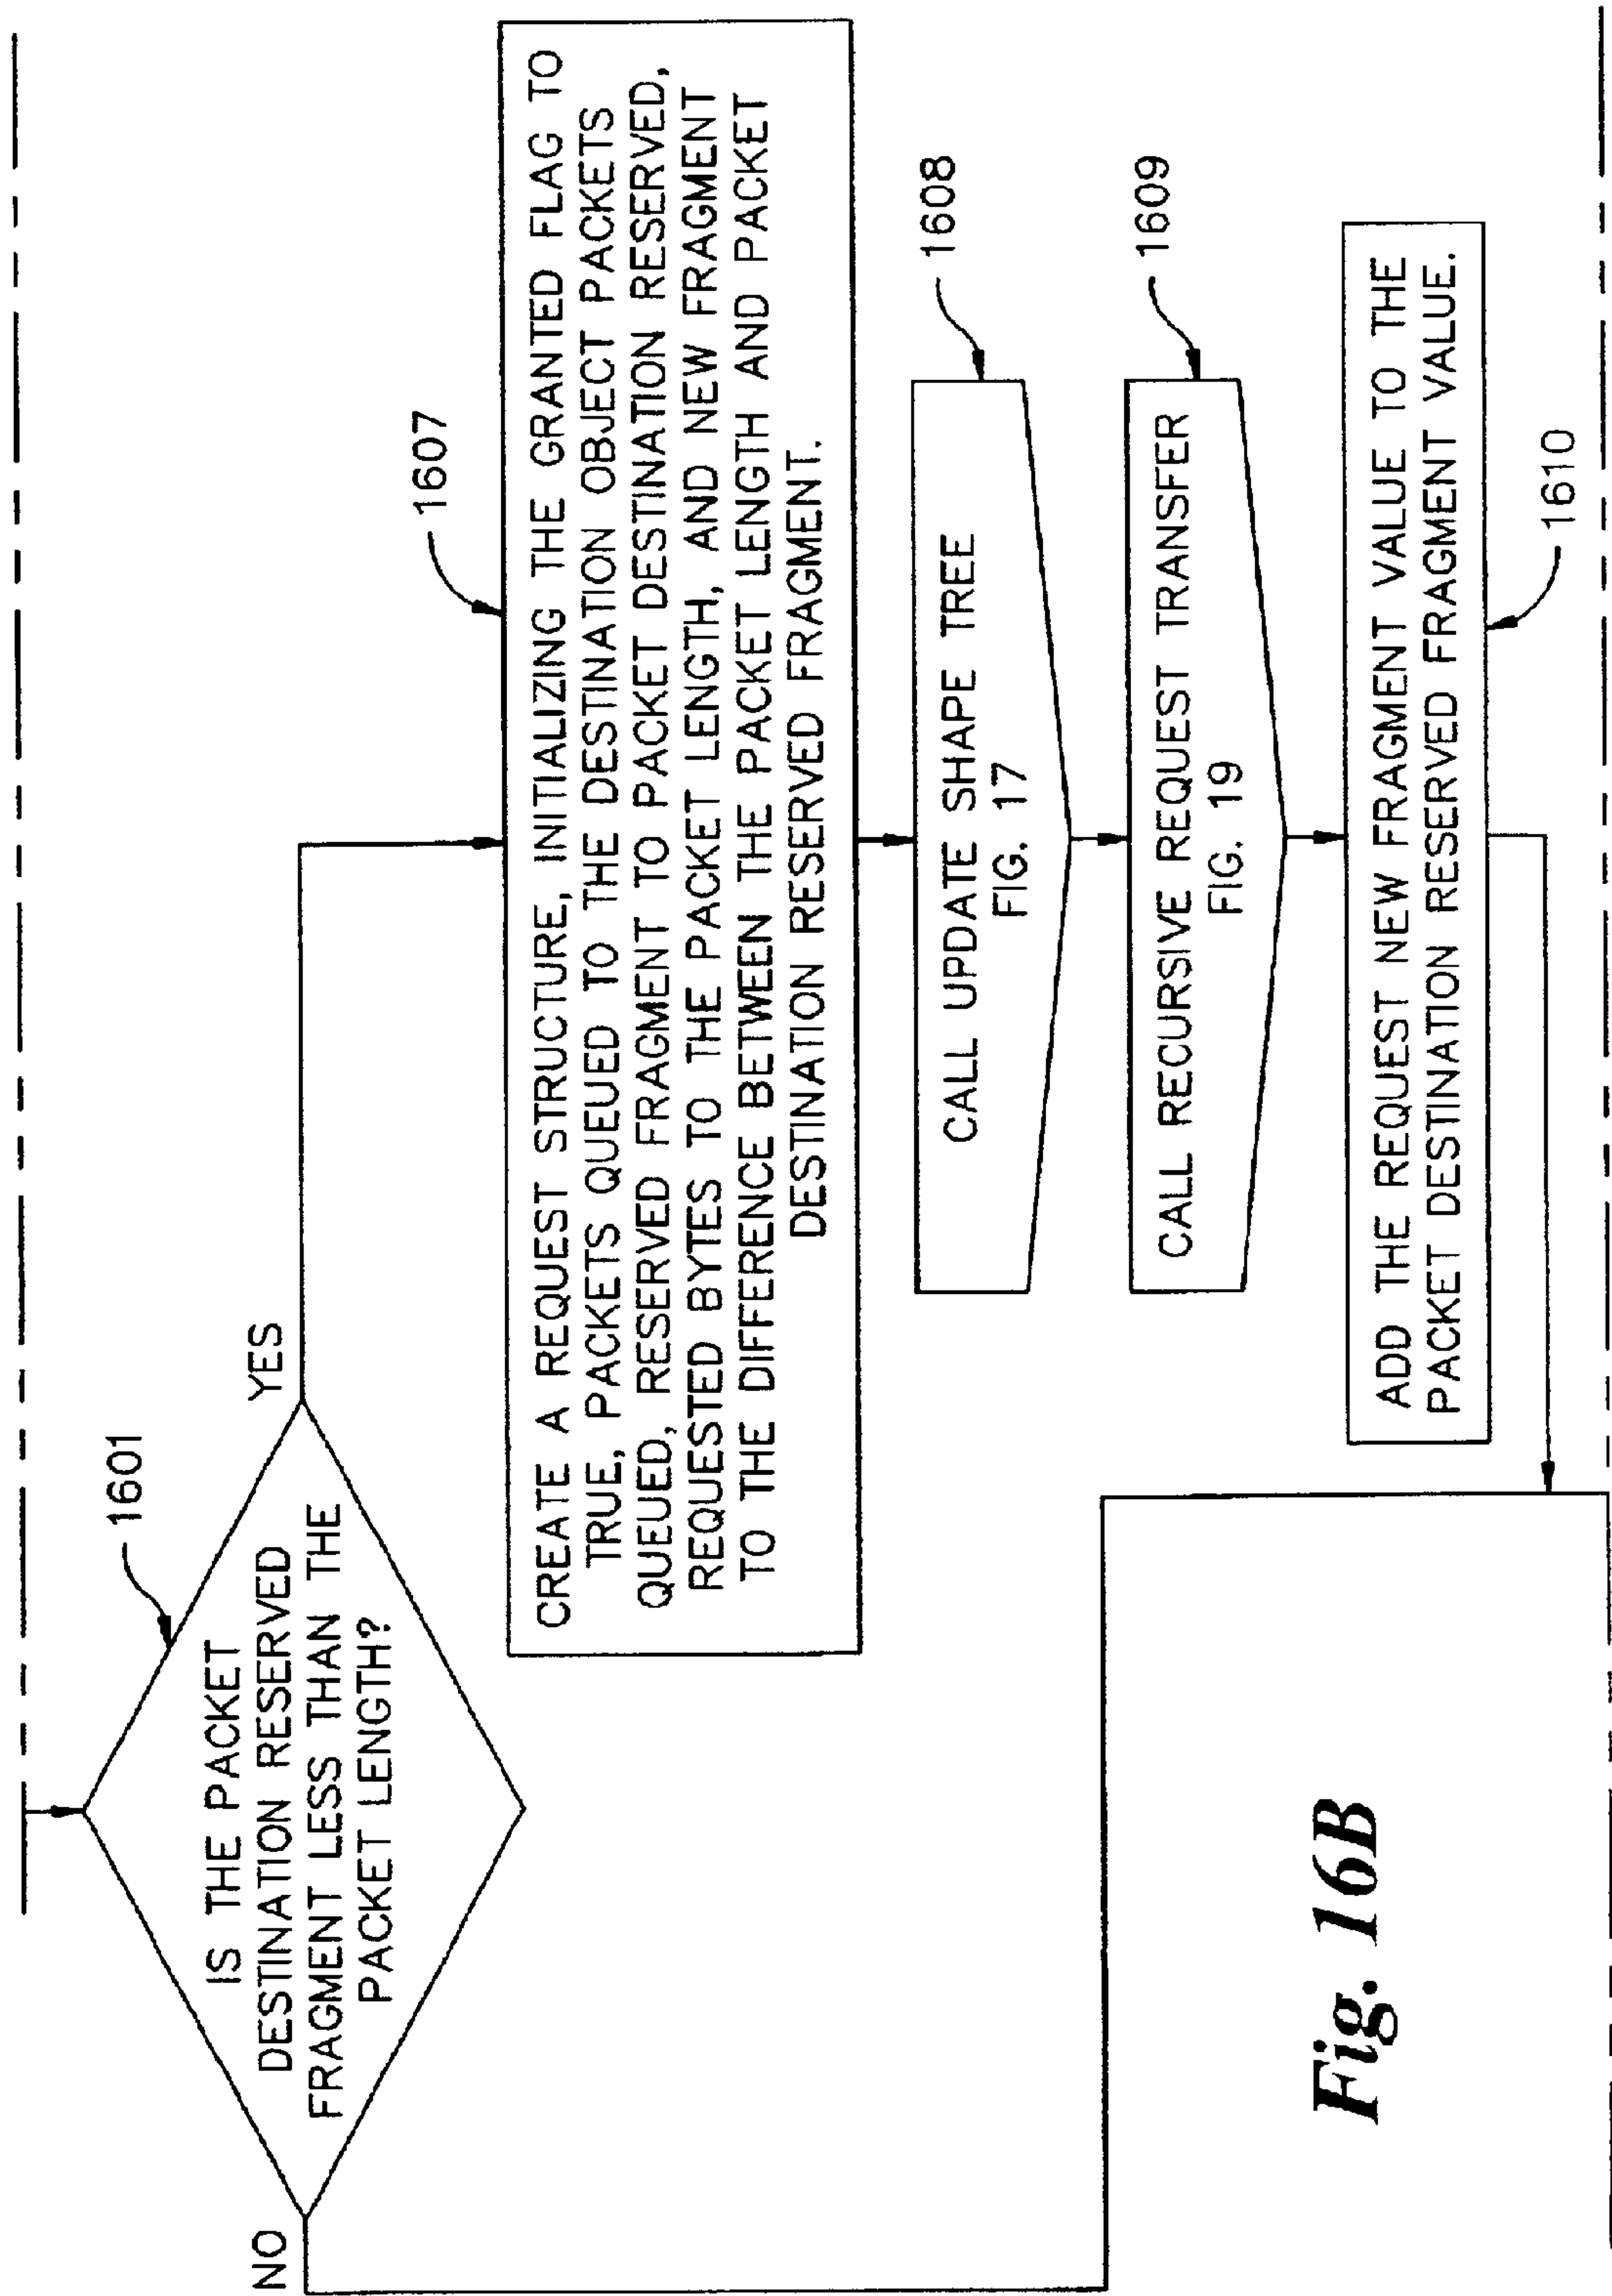 1601
IS THE PACKET
DESTINATION RESERVED
FRAGMENT LESS THAN THE
PACKET LENGTH?
NO
YES
1607
CREATE A REQUEST STRUCTURE, INITIALIZING THE GRANTED FLAG TO
TRUE, PACKETS QUEUED TO THE DESTINATION OBJECT PACKETS
QUEUED, RESERVED FRAGMENT TO PACKET DESTINATION RESERVED,
REQUESTED BYTES TO THE PACKET LENGTH, AND NEW FRAGMENT
TO THE DIFFERENCE BETWEEN THE PACKET LENGTH AND PACKET
DESTINATION RESERVED FRAGMENT.
1608
CALL UPDATE SHAPE TREE
FIG. 17
1609
CALL RECURSIVE REQUEST TRANSFER
FIG. 19
ADD THE REQUEST NEW FRAGMENT VALUE TO THE
PACKET DESTINATION RESERVED FRAGMENT VALUE.
1610
Fig. 16B